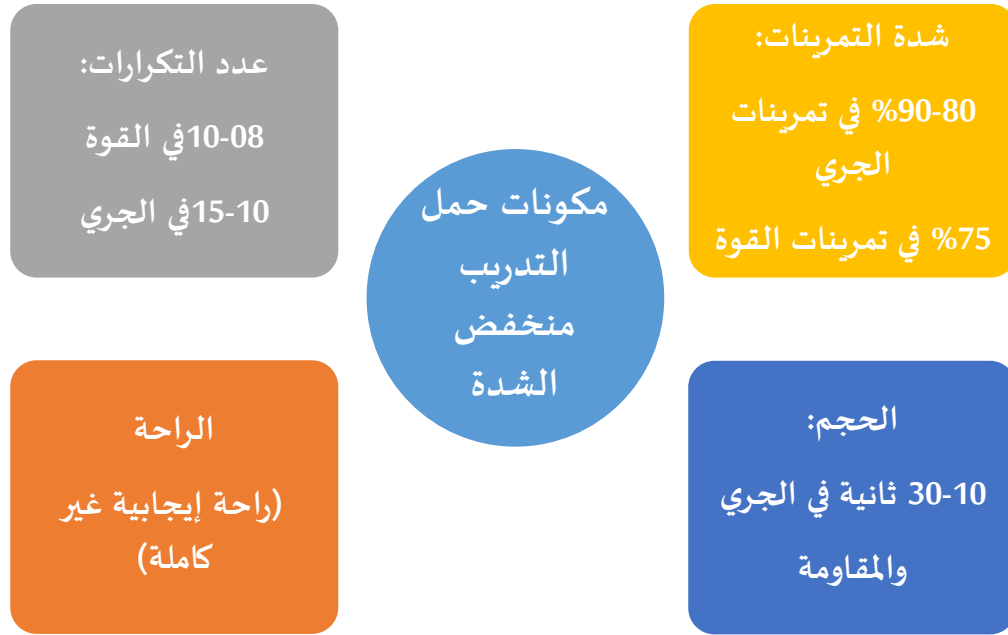 شدة التمرينات:
80-90% في تمرينات
الجري
75% في تمرينات القوة
عدد التكرارات:
08-10في القوة
10-15في الجري
مكونات حمل
التدريب
منخفض
الشدة
الحجم:
10-30 ثانية في الجري
والمقاومة
الراحة
(راحة إيجابية غير
كاملة)